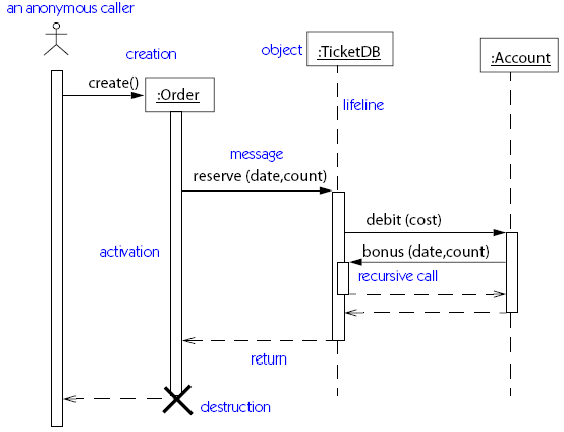 an anonymous caller
creation
object
:TicketDB
:Account
create()
:Order
lifeline
message
reserve (date,count)
debit (cost)
activation
bonus (date,count)
recursive call
return
destruction